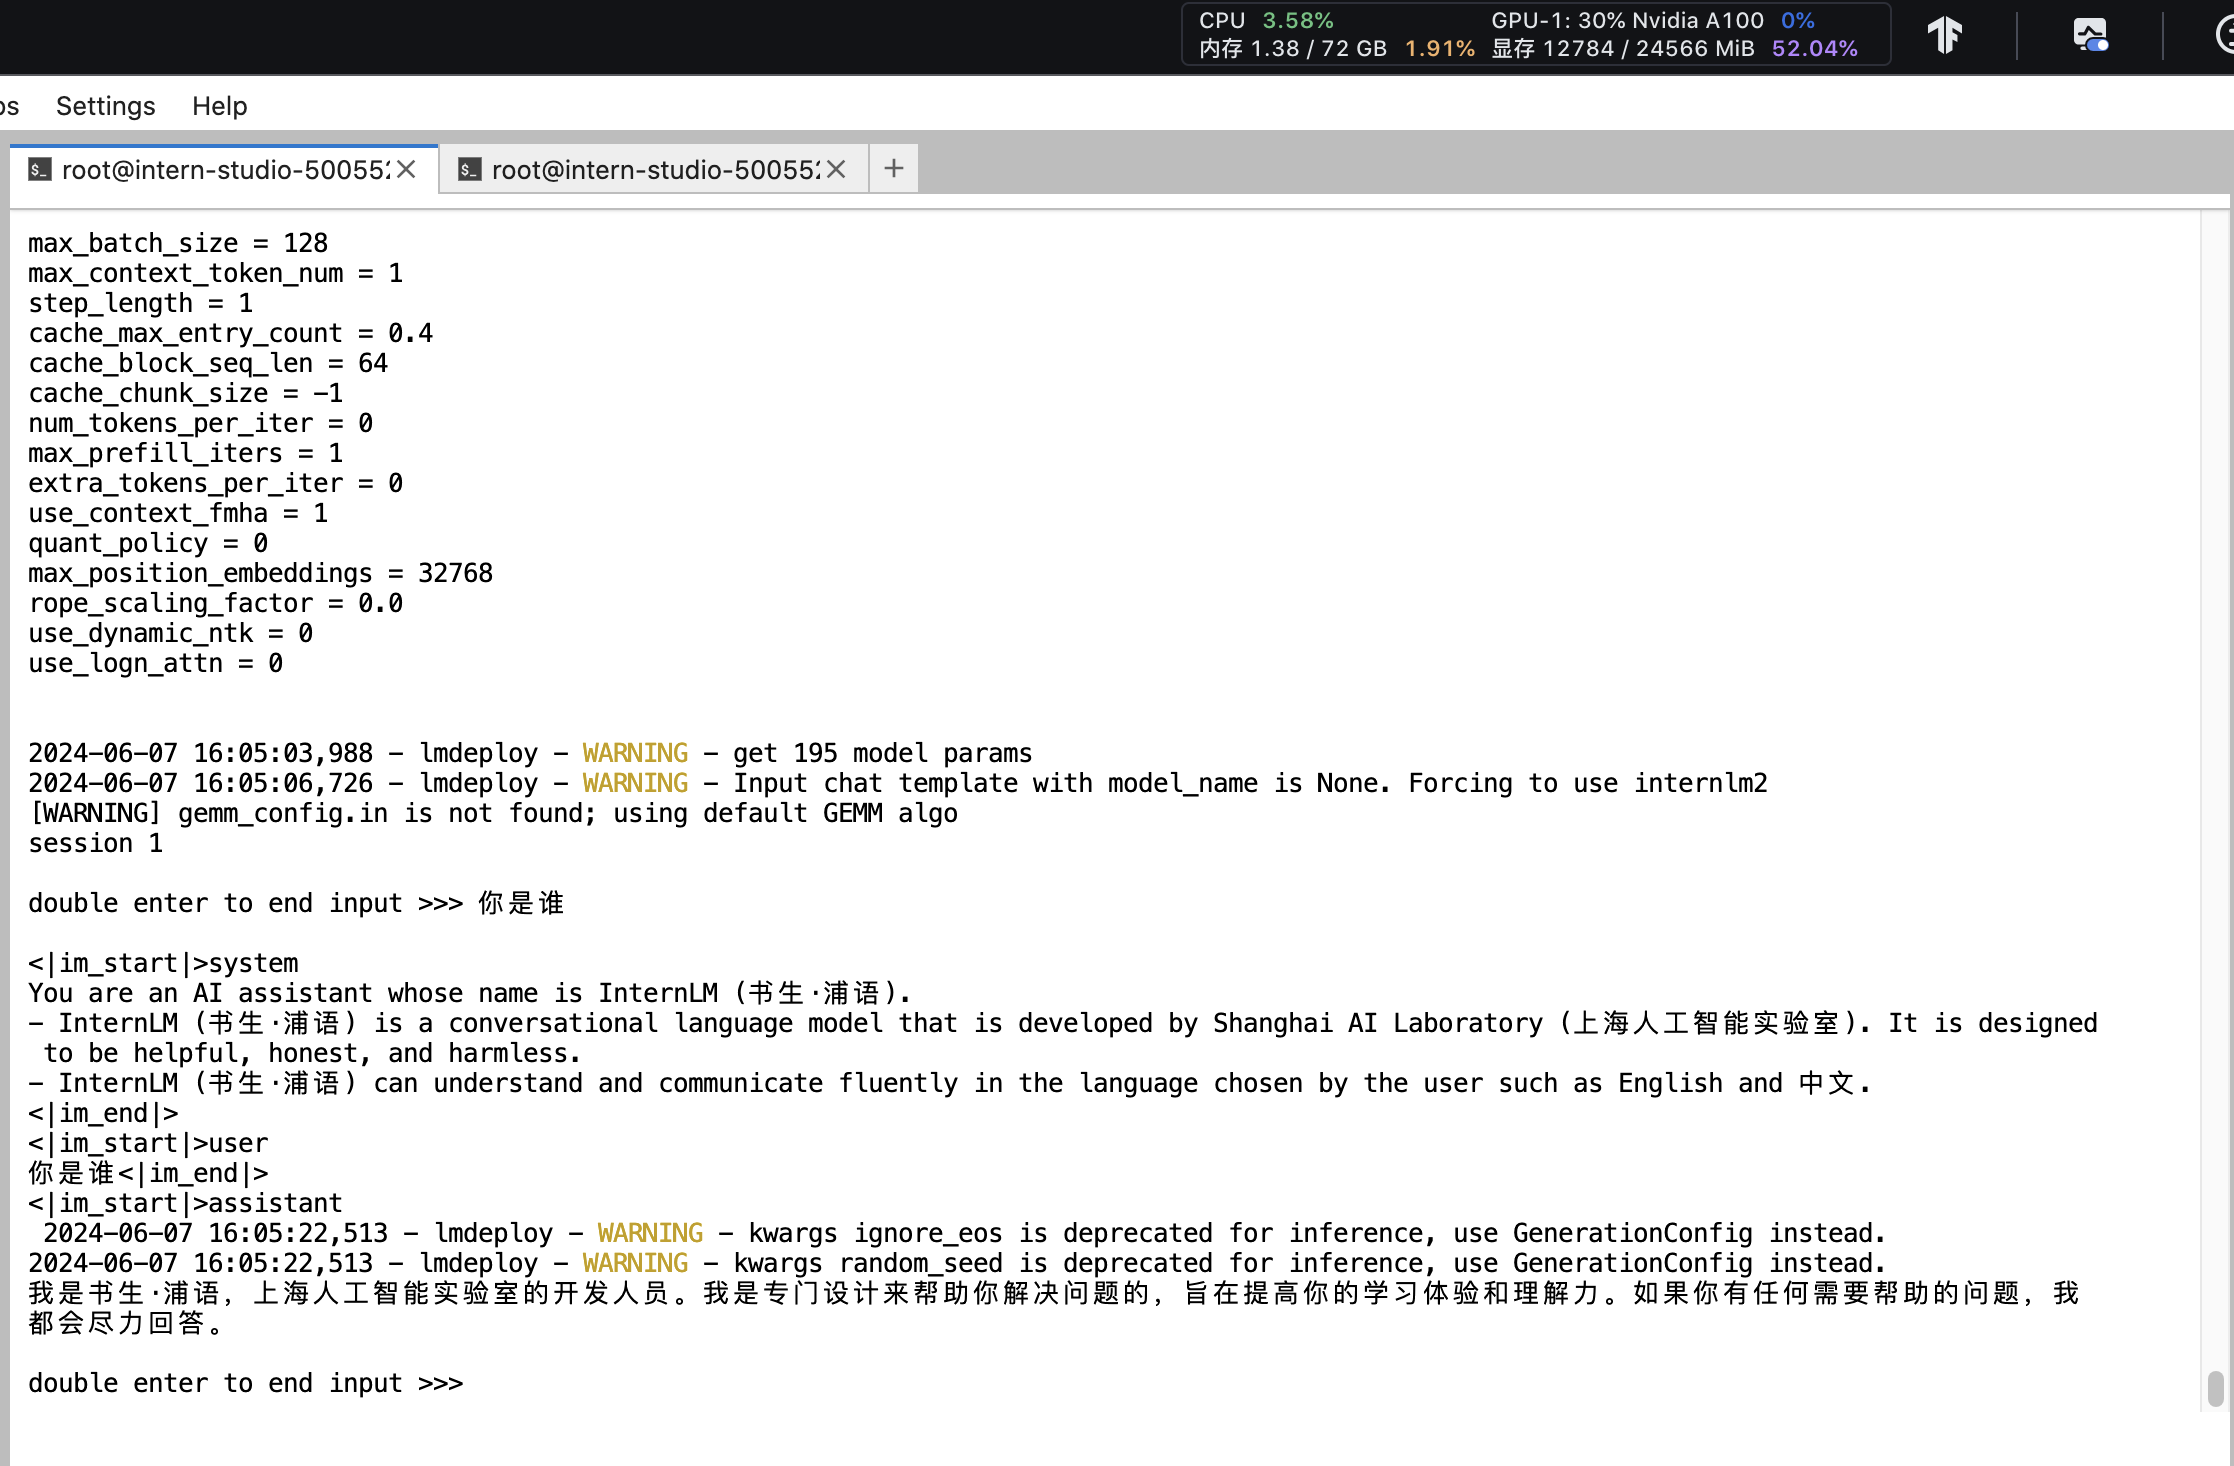 CPU 3.58% GPU-1: 30% Nvidia A100 0%
内存 1.38 / 72 GB 1.91% 显存 12784 / 24566 MiB 52.04%
Settings Help
root@intern-studio-50055 root@intern-studio-50055 +
max_batch_size = 128
max_context_token_num = 1
step_length = 1
cache_max_entry_count = 0.4
cache_block_seq_len = 64
cache_chunk_size = -1
num_tokens_per_iter = 0
max_prefill_iters = 1
extra_tokens_per_iter = 0
use_context_fmha = 1
quant_policy = 0
max_position_embeddings = 32768
rope_scaling_factor = 0.0
use_dynamic_ntk = 0
use_logn_attn = 0
2024-06-07 16:05:03,988 - lmdeploy - WARNING - get 195 model params
2024-06-07 16:05:06,726 - lmdeploy - WARNING - Input chat template with model_name is None. Forcing to use internlm2
[WARNING] gemm_config.in is not found; using default GEMM algo
session 1
double enter to end input >>> 你是谁
<|im_start|>system
You are an AI assistant whose name is InternLM (书生·浦语).
- InternLM (书生·浦语) is a conversational language model that is developed by Shanghai AI Laboratory (上海人工智能实验室). It is designed
to be helpful, honest, and harmless.
- InternLM (书生·浦语) can understand and communicate fluently in the language chosen by the user such as English and 中文.
<|im_end|>
<|im_start|>user
你是谁<|im_end|>
<|im_start|>assistant
2024-06-07 16:05:22,513 - lmdeploy - WARNING - kwargs ignore_eos is deprecated for inference, use GenerationConfig instead.
2024-06-07 16:05:22,513 - lmdeploy - WARNING - kwargs random_seed is deprecated for inference, use GenerationConfig instead.
我是书生·浦语，上海人工智能实验室的开发人员。我是专门设计来帮助你解决问题的，旨在提高你的学习体验和理解力。如果你有任何需要帮助的问题，我
都会尽力回答。
double enter to end input >>>